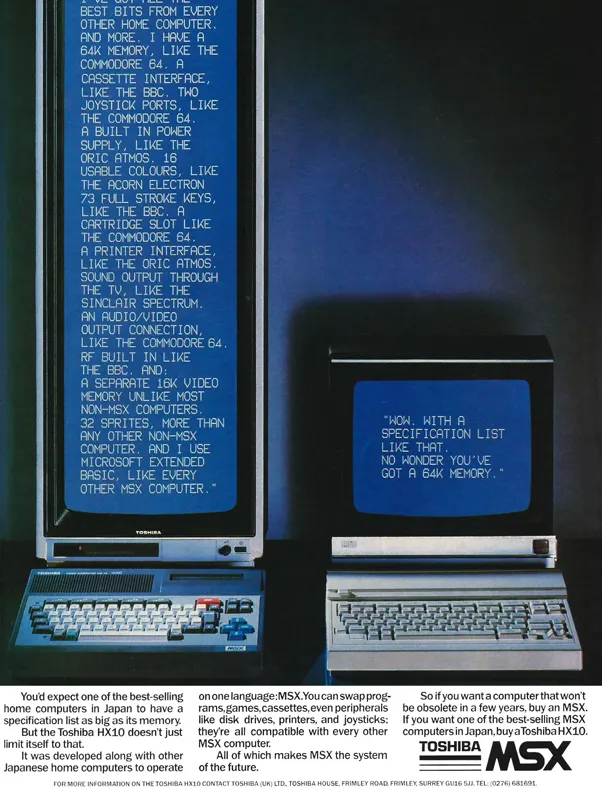 I'VE GOT ALL THE
BEST BITS FROM EVERY
OTHER HOME COMPUTER.
AND MORE. I HAVE A
64K MEMORY, LIKE THE
COMMODORE 64. A
CASSETTE INTERFACE,
LIKE THE BBC. TWO
JOYSTICK PORTS, LIKE
THE COMMODORE 64.
A BUILT IN POWER
SUPPLY, LIKE THE
ORIC ATMOS. 16
USABLE COLOURS, LIKE
THE ACORN ELECTRON
73 FULL STROKE KEYS,
LIKE THE BBC. A
CARTRIDGE SLOT LIKE
THE COMMODORE 64.
A PRINTER INTERFACE,
LIKE THE ORIC ATMOS.
SOUND OUTPUT THROUGH
THE TV, LIKE THE
SINCLAIR SPECTRUM.
AN AUDIO/VIDEO
OUTPUT CONNECTION,
LIKE THE COMMODORE 64.
RF BUILT IN LIKE
THE BBC. AND:
A SEPARATE 16K VIDEO
MEMORY UNLIKE MOST
NON-MSX COMPUTERS.
32 SPRITES, MORE THAN
ANY OTHER NON-MSX
COMPUTER. AND I USE
MICROSOFT EXTENDED
BASIC, LIKE EVERY
OTHER MSX COMPUTER."
TOSHIBA
TOSHIBA
MSX
"WOW. WITH A
SPECIFICATION LIST
LIKE THAT.
NO WONDER YOU'VE
GOT A 64K MEMORY."
You'd expect one of the best-selling
home computers in Japan to have a
specification list as big as its memory.
But the Toshiba HX10 doesn't just
limit itself to that.
It was developed along with other
Japanese home computers to operate
on one language: MSX. You can swap prog-
rams, games, cassettes, even peripherals
like disk drives, printers, and joysticks;
they're all compatible with every other
MSX computer.
All of which makes MSX the system
of the future.
So if you want a computer that won't
be obsolete in a few years, buy an MSX.
If you want one of the best-selling MSX
computers in Japan, buy a Toshiba HX10.
TOSHIBA
MSX
FOR MORE INFORMATION ON THE TOSHIBA HX10 CONTACT TOSHIBA (UK) LTD., TOSHIBA HOUSE, FRIMLEY ROAD, FRIMLEY, SURREY GU16 5JJ. TEL: (0276) 681691.